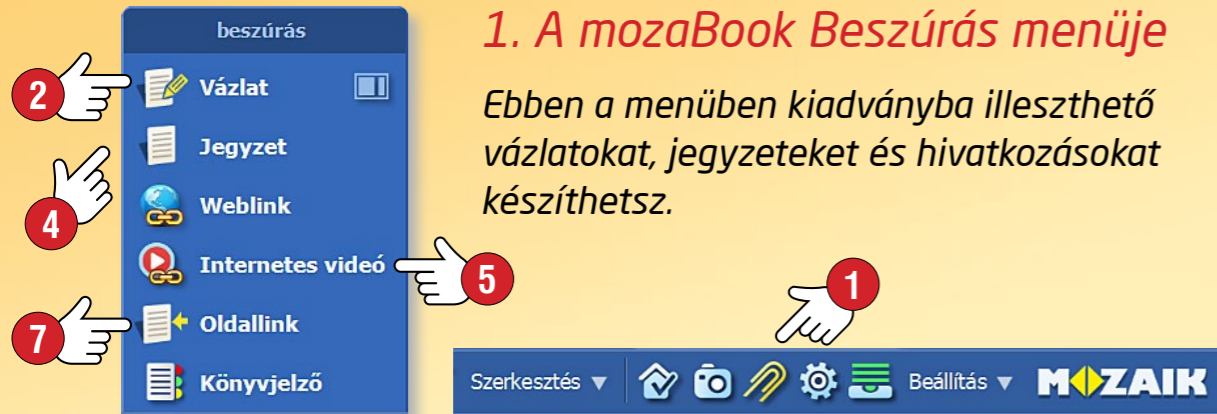 beszúrás
2
Vázlat
Jegyzet
4
Weblink
Internetes videó
5
7
Oldallink
Könyvjelző
1. A mozaBook Beszúrás menüje
Ebben a menüben kiadványba illeszthető
vázlatokat, jegyzeteket és hivatkozásokat
készíthetsz.
1
Szerkesztés
Beállítás
MOZAIK